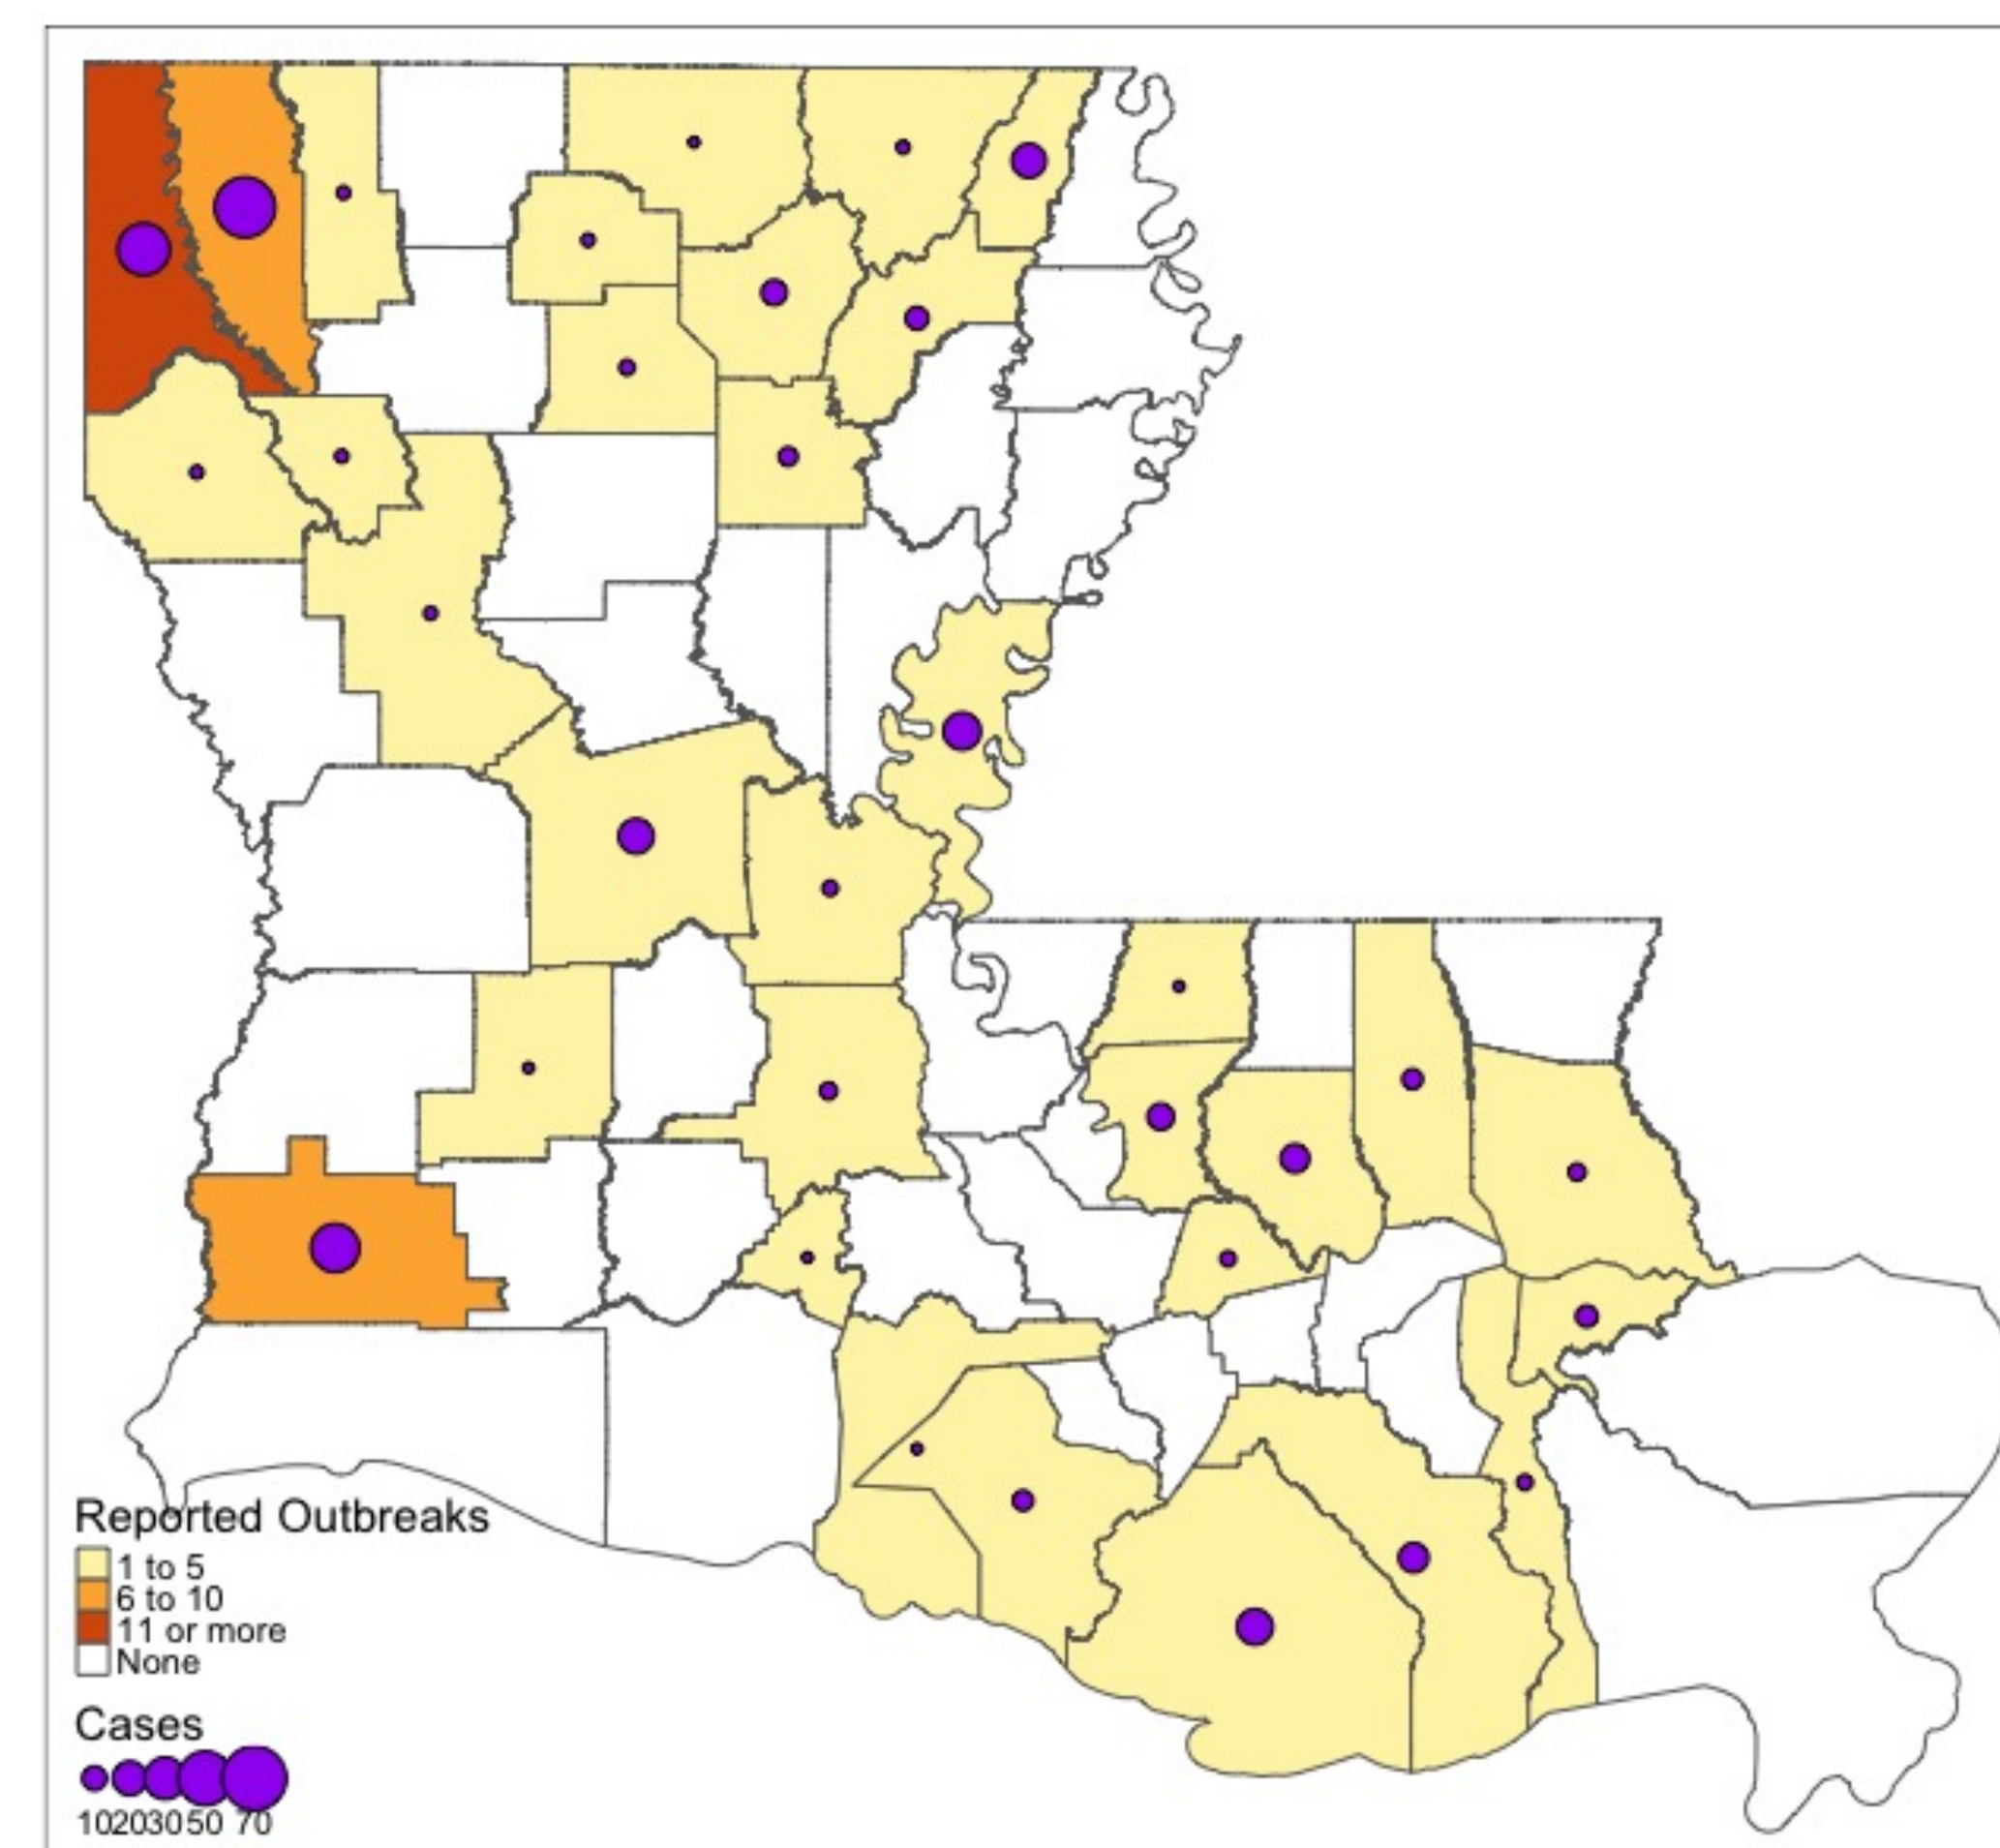 Reported Outbreaks
1 to 5
6 to 10
11 or more
None
Cases
10203050 70